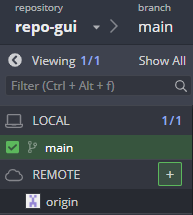 repository branch
repo-gui main
Viewing 1/1 Show All
Filter (Ctrl + Alt + f)
LOCAL 1/1
main
REMOTE +
origin